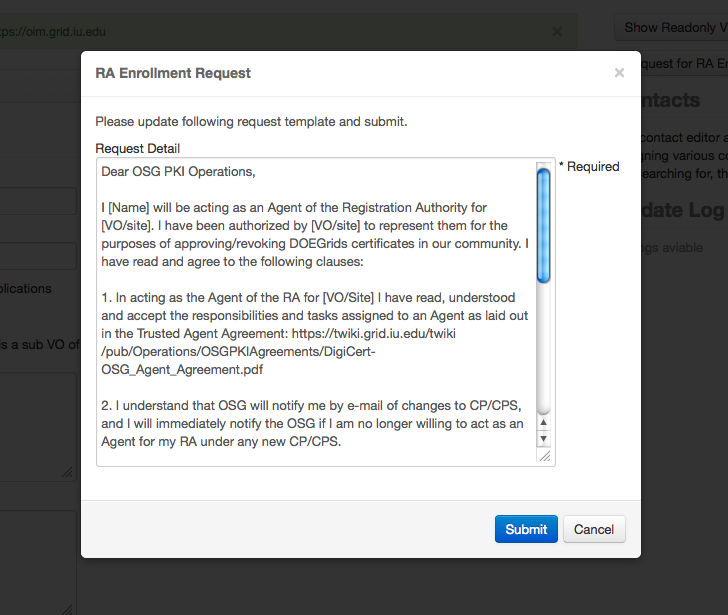 ps://oim.grid.iu.edu
×
Show Readonly V
RA Enrollment Request
×
quest for RA En
ntacts
Please update following request template and submit.
contact editor a
ning various co
earching for, th
Request Detail
* Required
Dear OSG PKI Operations,
I [Name] will be acting as an Agent of the Registration Authority for
[VO/site]. I have been authorized by [VO/site] to represent them for the
purposes of approving/revoking DOEGrids certificates in our community. I
have read and agree to the following clauses:
date Log
ogs aviable
plications
1. In acting as the Agent of the RA for [VO/Site] I have read, understood
and accept the responsibilities and tasks assigned to an Agent as laid out
in the Trusted Agent Agreement: https://twiki.grid.iu.edu/twiki
/pub/Operations/OSGPKIAgreements/DigiCert-
OSG_Agent_Agreement.pdf
is a sub VO of
2. I understand that OSG will notify me by e-mail of changes to CP/CPS,
and I will immediately notify the OSG if I am no longer willing to act as an
Agent for my RA under any new CP/CPS.
Submit
Cancel